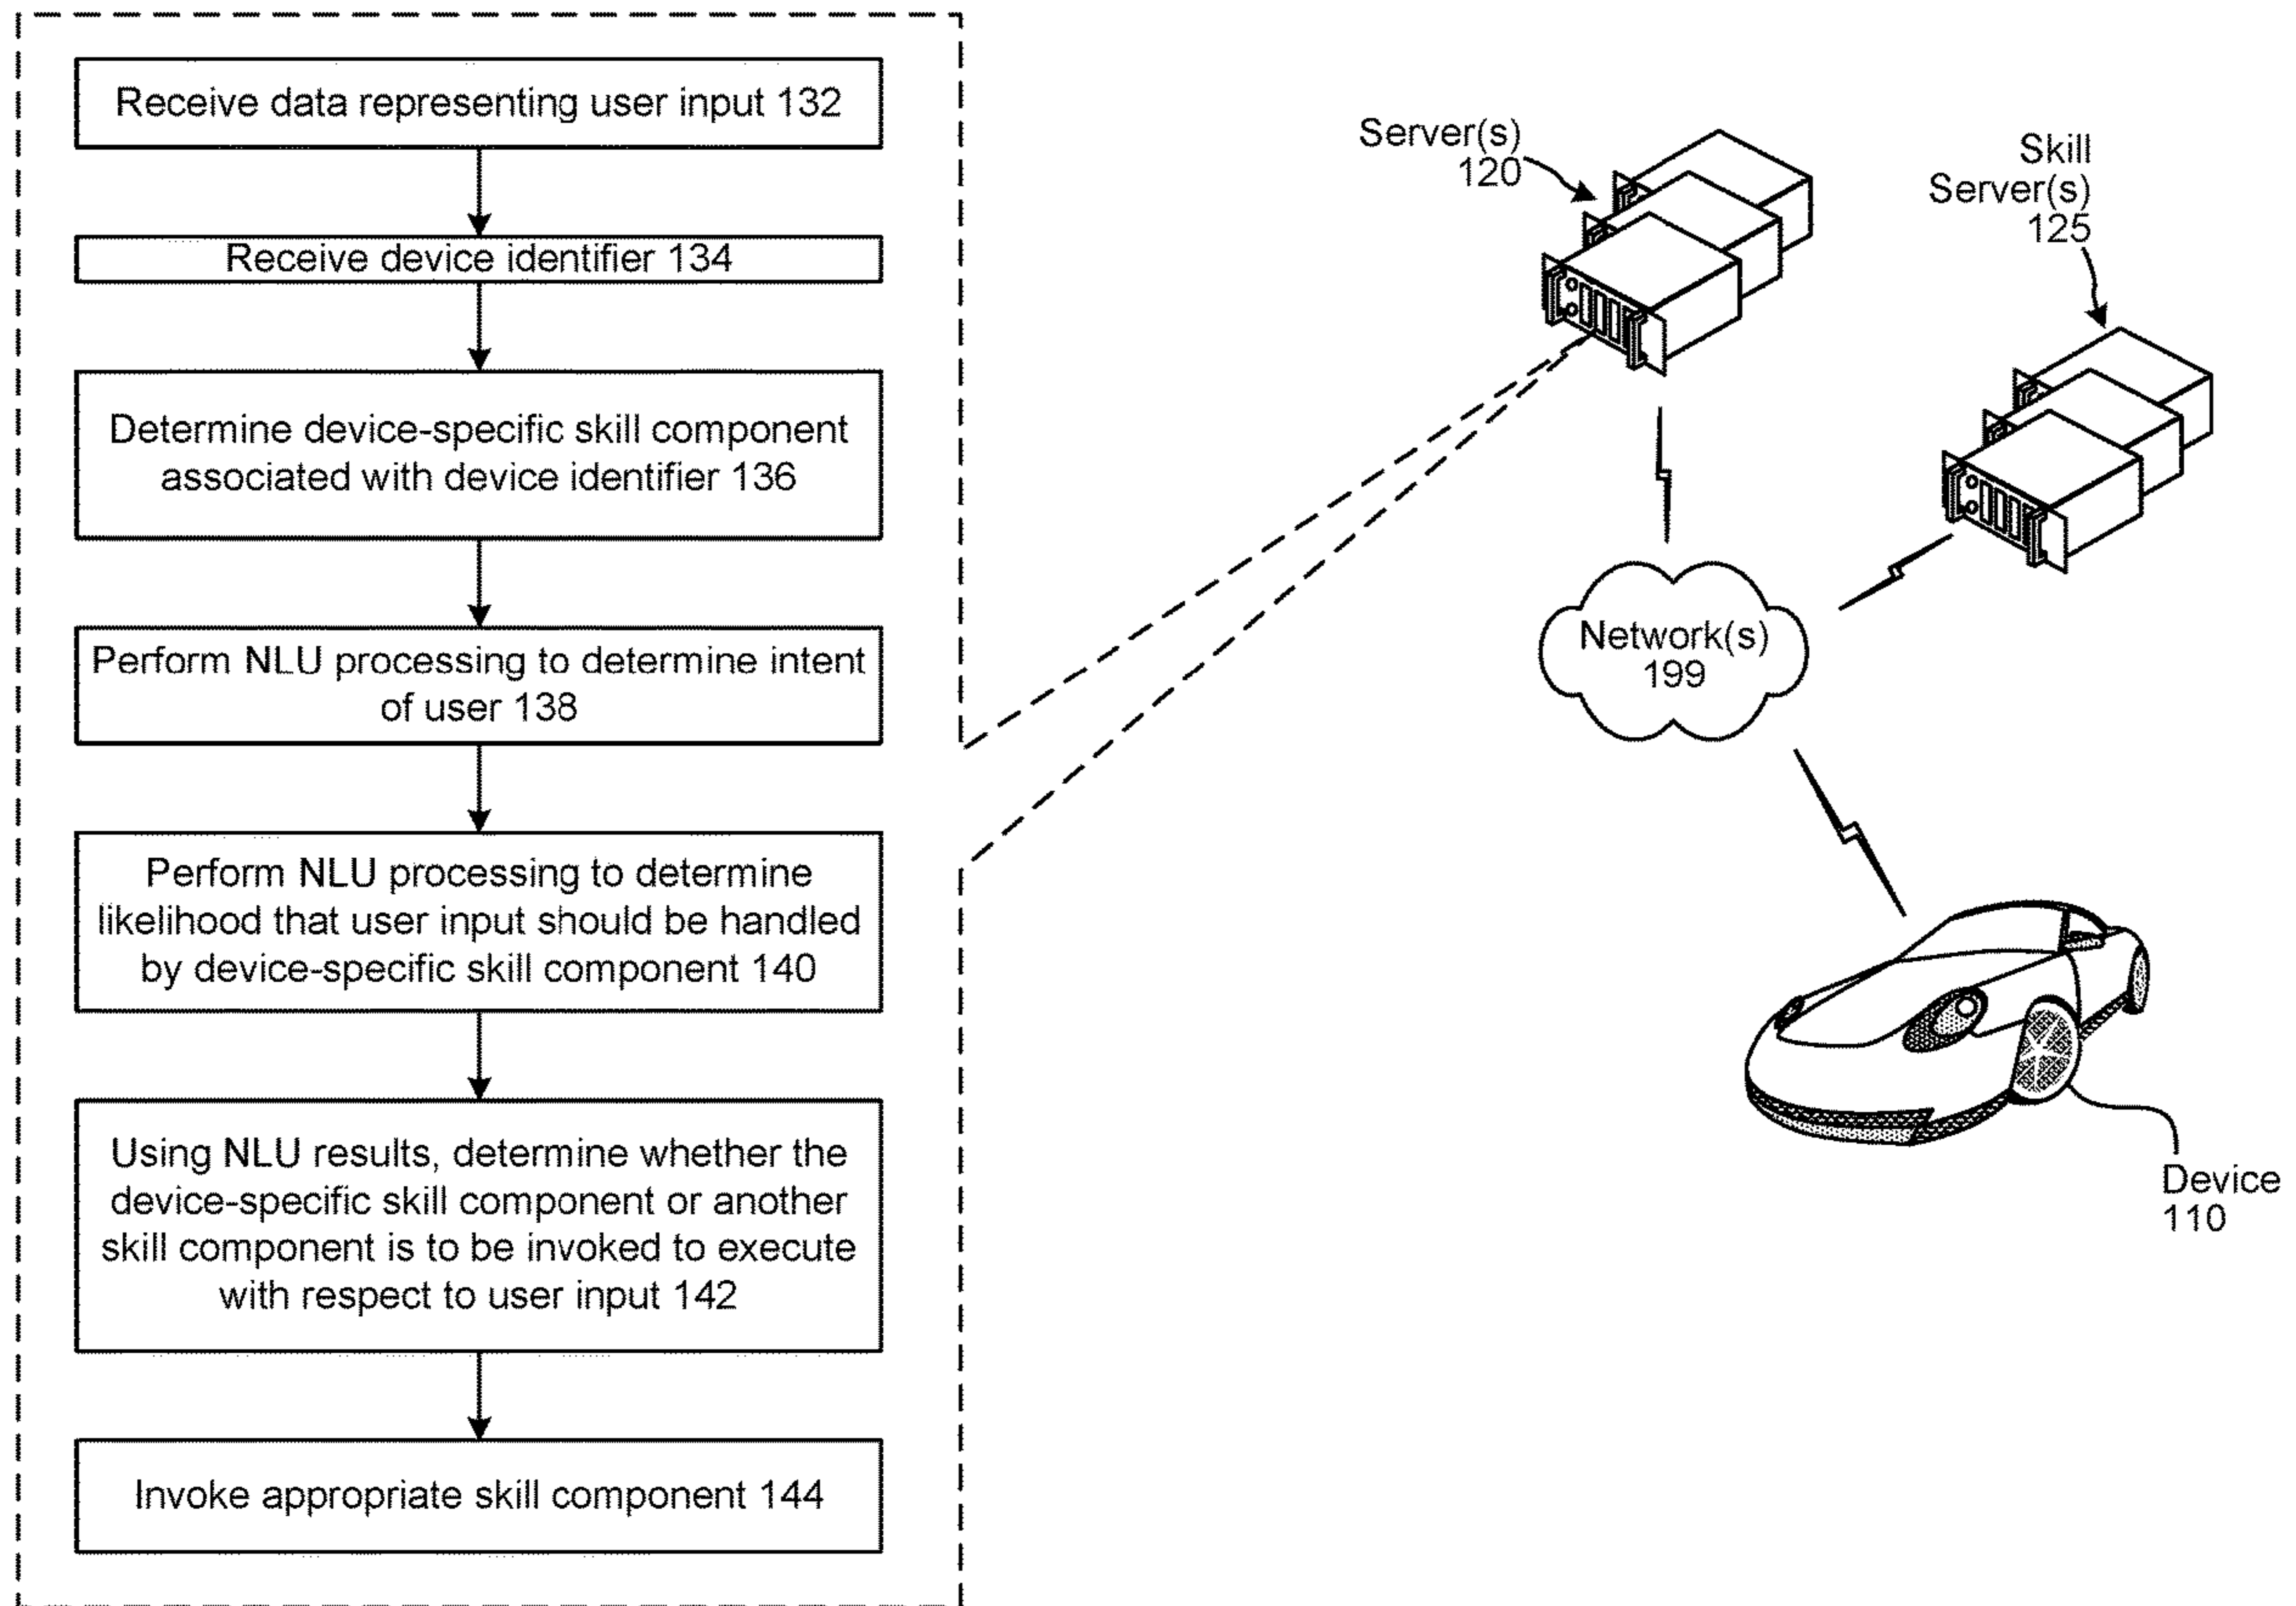 Receive data representing user input 132
Receive device identifier 134
Determine device-specific skill component
associated with device identifier 136
Perform NLU processing to determine intent
of user 138
Perform NLU processing to determine
likelihood that user input should be handled
by device-specific skill component 140
Using NLU results, determine whether the
device-specific skill component or another
skill component is to be invoked to execute
with respect to user input 142
Invoke appropriate skill component 144
Server(s)
120
Skill
Server(s)
125
Network(s)
199
Device
110